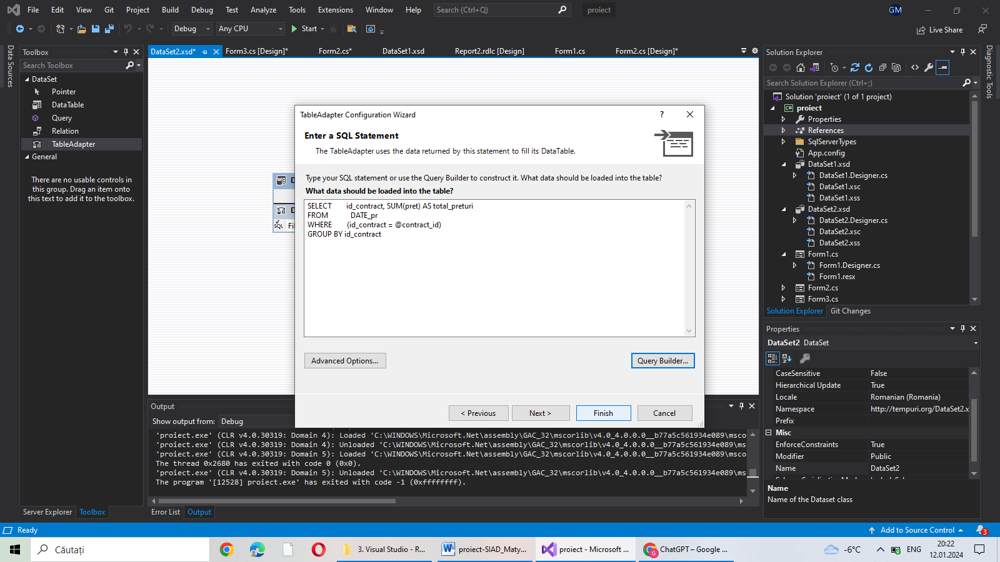 File Edit View Git Project Build Debug Test Analyze Tools Extensions Window Help Search (Ctrl+Q) proiect GM
Debug Any CPU Start Live Share
Data Sources
Toolbox
Search Toolbox
DataSet
Pointer
DataTable
Query
Relation
TableAdapter
General
There are no usable controls in
this group. Drag an item onto
this text to add it to the toolbox.
Server Explorer Toolbox
DataSet2.xsd* Form3.cs [Design]* Form2.cs* DataSet1.xsd Report2.rdlc [Design] Form1.cs Form2.cs [Design]*
D
D
SQL Fi
TableAdapter Configuration Wizard ?
Enter a SQL Statement
The TableAdapter uses the data returned by this statement to fill its DataTable.
Type your SQL statement or use the Query Builder to construct it. What data should be loaded into the table?
What data should be loaded into the table?
SELECT id_contract, SUM(pret) AS total_preturi
FROM DATE_pr
WHERE (id_contract = @contract_id)
GROUP BY id_contract
Advanced Options... Query Builder...
< Previous Next > Finish Cancel
Output
Show output from: Debug
'proiect.exe' (CLR v4.0.30319: Domain 4): Loaded 'C:\WINDOWS\Microsoft.Net\assembly\GAC_32\mscorlib\v4.0_4.0.0.0__b77a5c561934e089\msco
'proiect.exe' (CLR v4.0.30319: Domain 4): Unloaded 'C:\WINDOWS\Microsoft.Net\assembly\GAC_32\mscorlib\v4.0_4.0.0.0__b77a5c561934e089\ms
'proiect.exe' (CLR v4.0.30319: Domain 5): Loaded 'C:\WINDOWS\Microsoft.Net\assembly\GAC_32\mscorlib\v4.0_4.0.0.0__b77a5c561934e089\msco
The thread 0x2680 has exited with code 0 (0x0).
'proiect.exe' (CLR v4.0.30319: Domain 5): Unloaded 'C:\WINDOWS\Microsoft.Net\assembly\GAC_32\mscorlib\v4.0_4.0.0.0__b77a5c561934e089\ms
The program '[12528] proiect.exe' has exited with code -1 (0xffffffff).
Error List Output
Solution Explorer
Search Solution Explorer (Ctrl+;)
Solution 'proiect' (1 of 1 project)
C# proiect
Properties
References
SqlServerTypes
App.config
DataSet1.xsd
DataSet1.Designer.cs
DataSet1.xsc
DataSet1.xss
DataSet2.xsd
DataSet2.Designer.cs
DataSet2.xsc
DataSet2.xss
Form1.cs
Form1.Designer.cs
Form1.resx
Form2.cs
Form3.cs
Solution Explorer Git Changes
Diagnostic Tools
Properties
DataSet2 DataSet
CaseSensitive False
Hierarchical Update True
Locale Romanian (Romania)
Namespace http://tempuri.org/DataSet2.x
Prefix
Misc
EnforceConstraints True
Modifier Public
Name DataSet2
Name
Name of the Dataset class
Ready Add to Source Control 3
Căutați 3. Visual Studio - R... proiect-SIAD_Maty... proiect - Microsoft ... G ChatGPT – Google ... -6°C ENG 20:22
12.01.2024